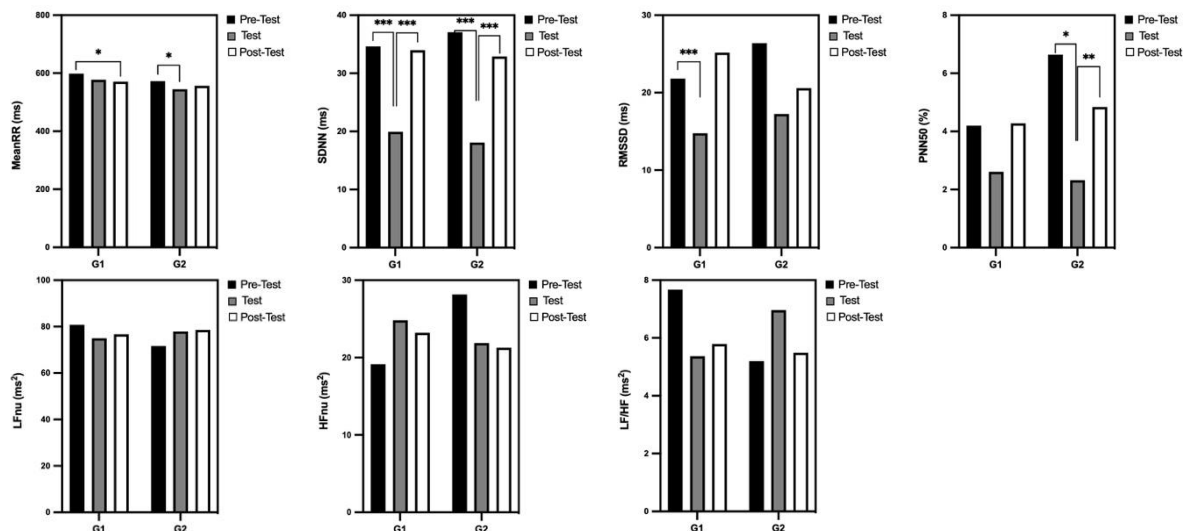 MeanRR (ms)
800
600
400
200
0
*
*
G1
G2
Pre-Test
Test
Post-Test
SDNN (ms)
40
30
20
10
0
***
***
***
***
G1
G2
Pre-Test
Test
Post-Test
RMSSD (ms)
30
20
10
0
***
G1
G2
Pre-Test
Test
Post-Test
PNN50 (%)
8
6
4
2
0
*
**
G1
G2
Pre-Test
Test
Post-Test
LFnu (ms²)
100
80
60
40
20
0
G1
G2
Pre-Test
Test
Post-Test
HFnu (ms²)
30
20
10
0
G1
G2
Pre-Test
Test
Post-Test
LF/HF (ms²)
8
6
4
2
0
G1
G2
Pre-Test
Test
Post-Test